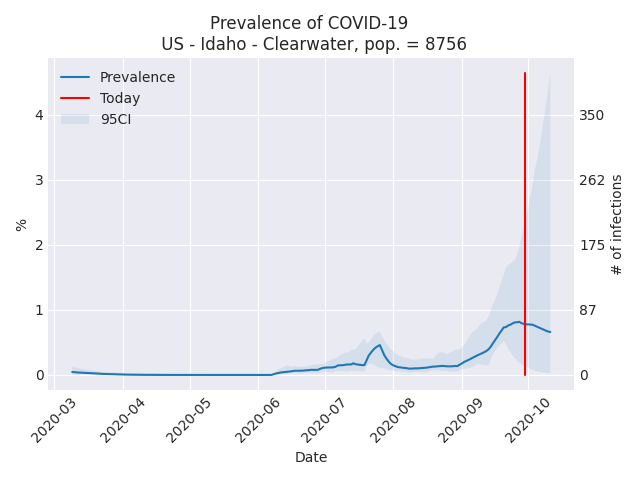 Prevalence of COVID-19
US - Idaho - Clearwater, pop. = 8756
Prevalence
Today
95CI
4
3
2
1
0
%
350
262
175
87
0
# of infections
2020-03
2020-04
2020-05
2020-06
2020-07
2020-08
2020-09
2020-10
Date